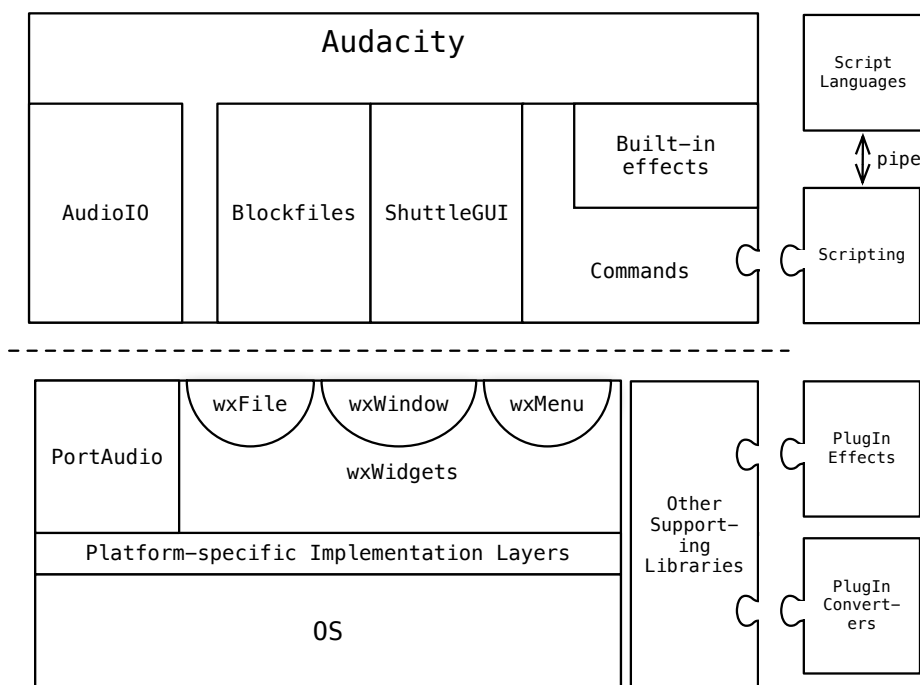 Audacity
Script
Languages
pipe
Built-in
effects
AudioIO
Blockfiles
ShuttleGUI
Commands
Scripting
wxFile
wxWindow
wxMenu
PortAudio
wxWidgets
PlugIn
Effects
Other
Support-
ing
Libraries
Platform-specific Implementation Layers
PlugIn
Convert-
ers
OS